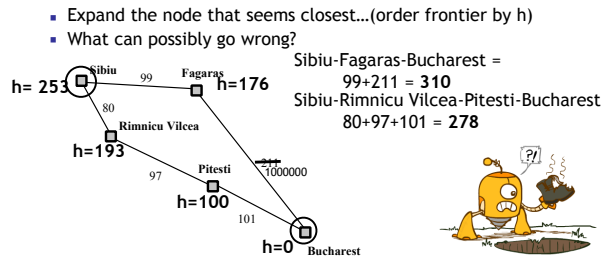 Expand the node that seems closest…(order frontier by h)
What can possibly go wrong?
Sibiu-Fagaras-Bucharest =
99+211 = 310
Sibiu-Rimnicu Vilcea-Pitesti-Bucharest
80+97+101 = 278
Sibiu
h= 253
99
Fagaras
h=176
80
Rimnicu Vilcea
h=193
97
Pitesti
h=100
211
1000000
101
h=0
Bucharest
?!